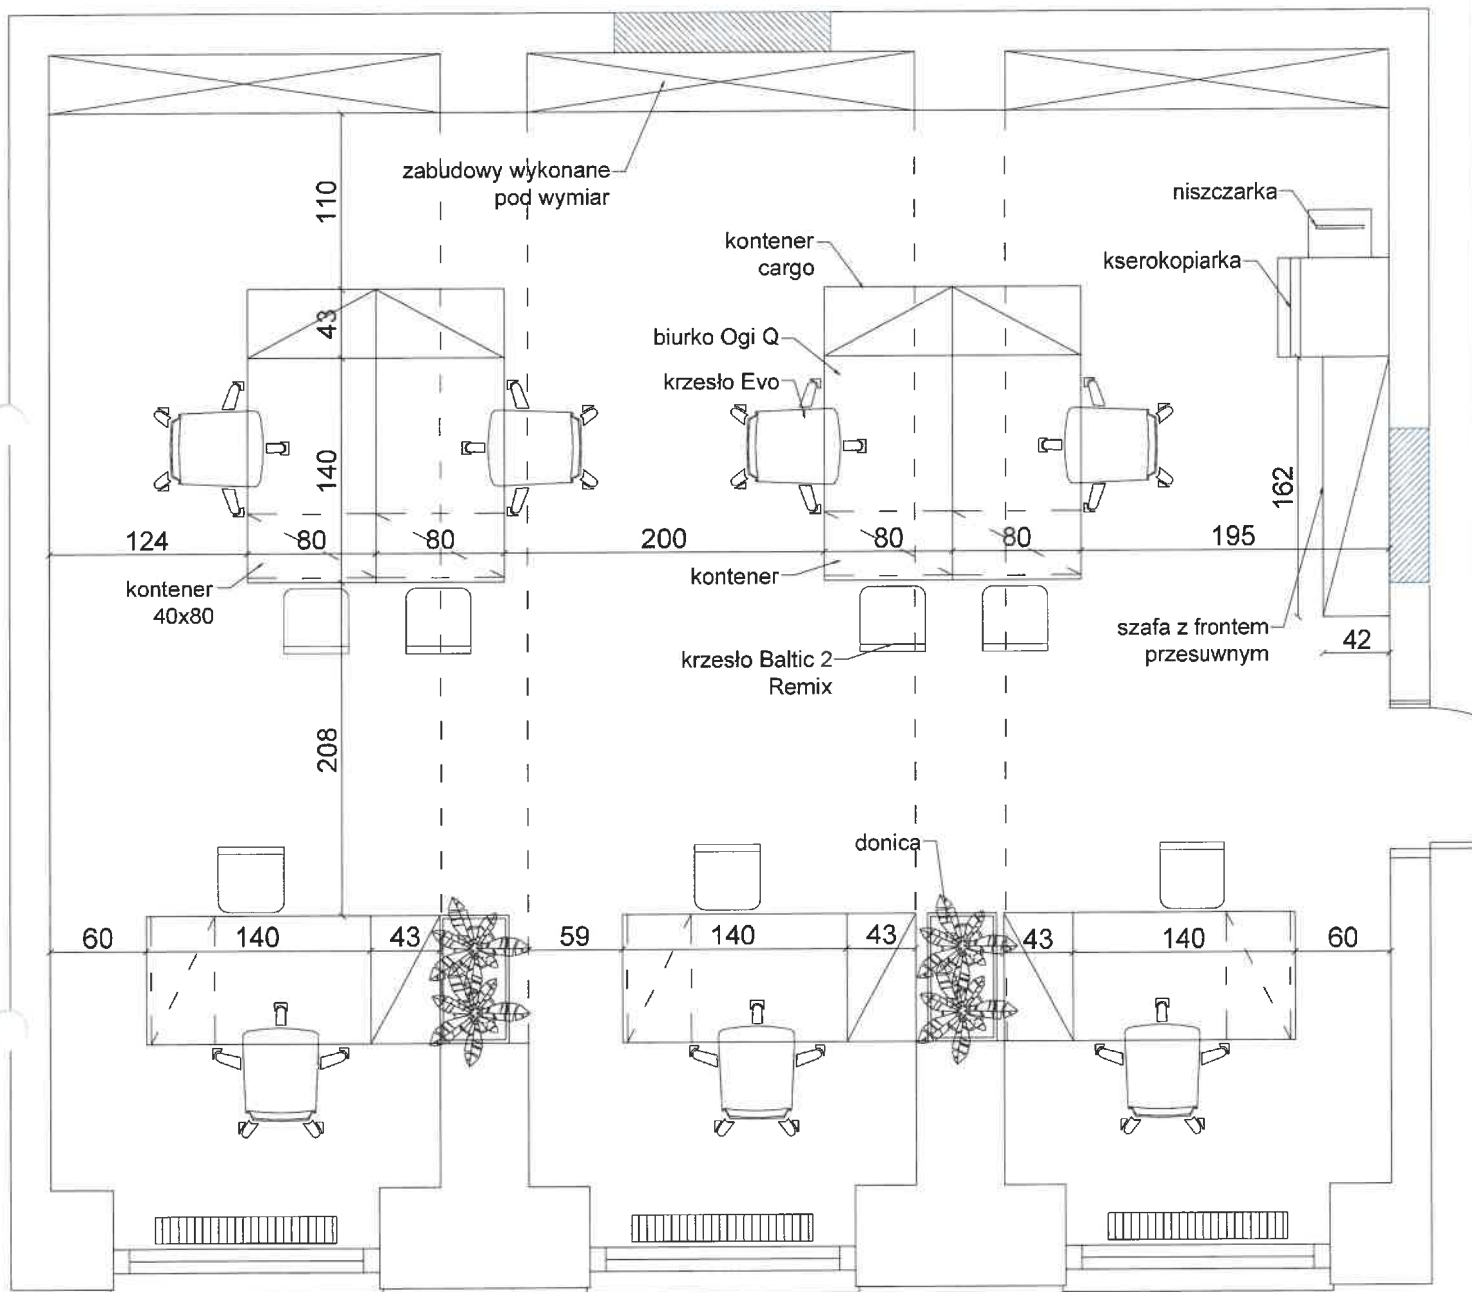 zabudowy wykonane
pod wymiar
niszczarka
kserokopiarka
kontener
cargo
biurko Ogi Q
krzesło Evo
110
43
140
162
124
80
80
200
80
80
195
kontener
40x80
kontener
szafa z frontem
przesuwnym
42
krzesło Baltic 2
Remix
208
donica
60
140
43
59
140
43
43
140
60